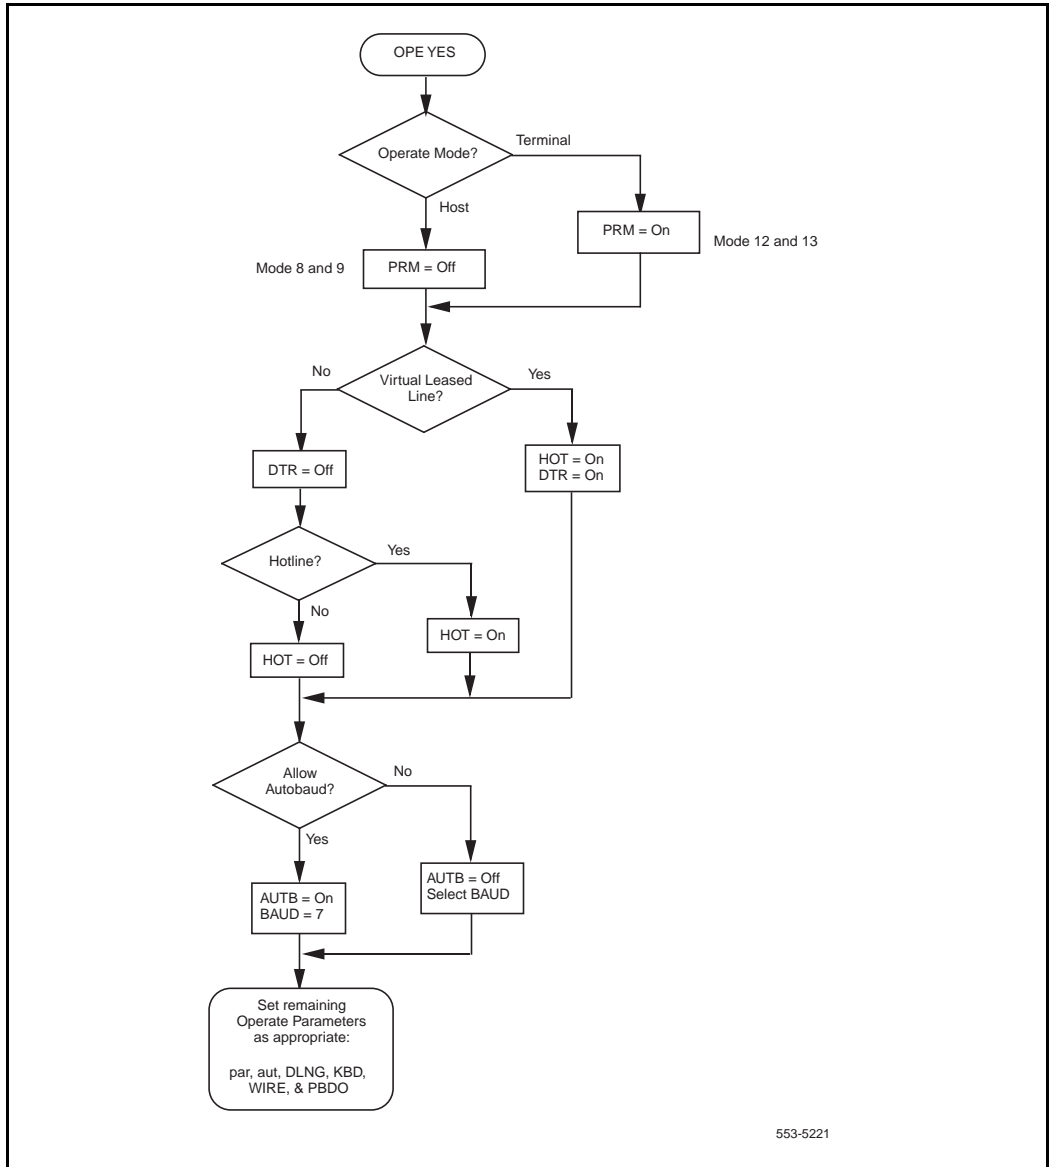 OPE YES
Operate Mode?
Terminal
Host
PRM = On
Mode 12 and 13
Mode 8 and 9
PRM = Off
No
Virtual Leased
Line?
Yes
DTR = Off
HOT = On
DTR = On
Hotline?
Yes
No
HOT = On
HOT = Off
Allow
Autobaud?
No
Yes
AUTB = On
BAUD = 7
AUTB = Off
Select BAUD
Set remaining
Operate Parameters
as appropriate:
par, aut, DLNG, KBD,
WIRE, & PBDO
553-5221